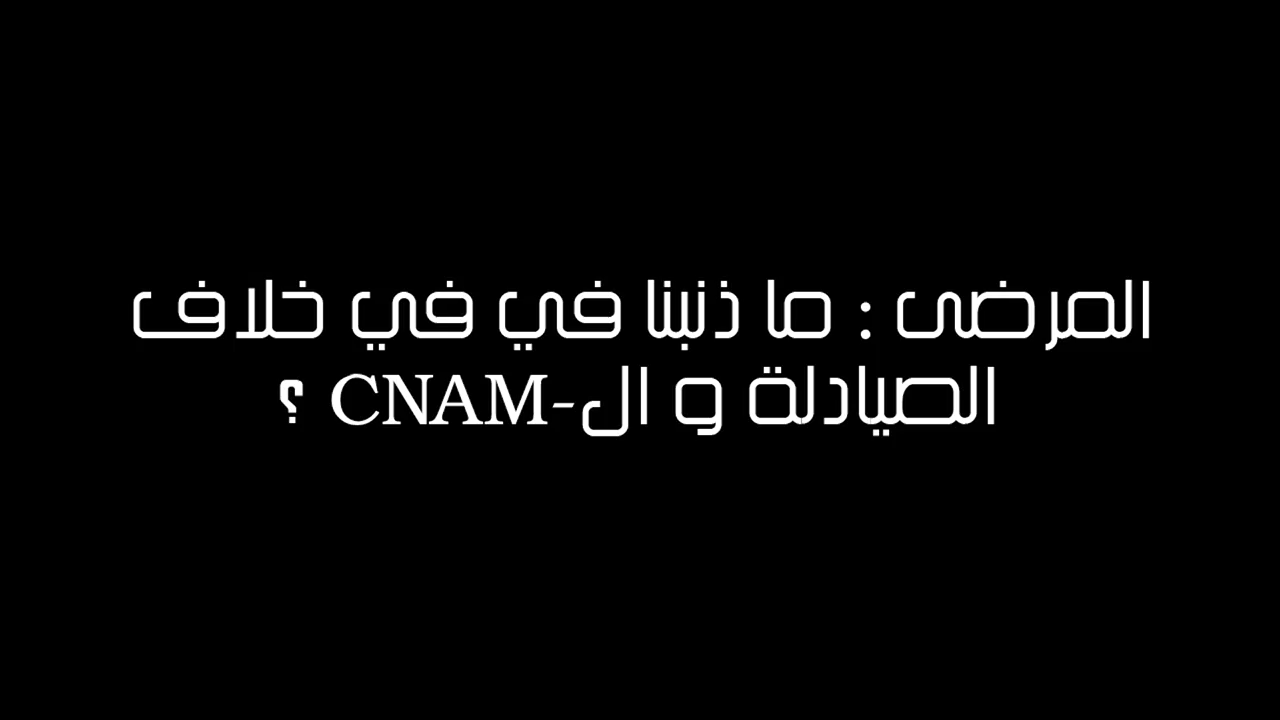 المرضى : ما ذنبنا في في خلاف
الصيادلة و ال-CNAM ؟